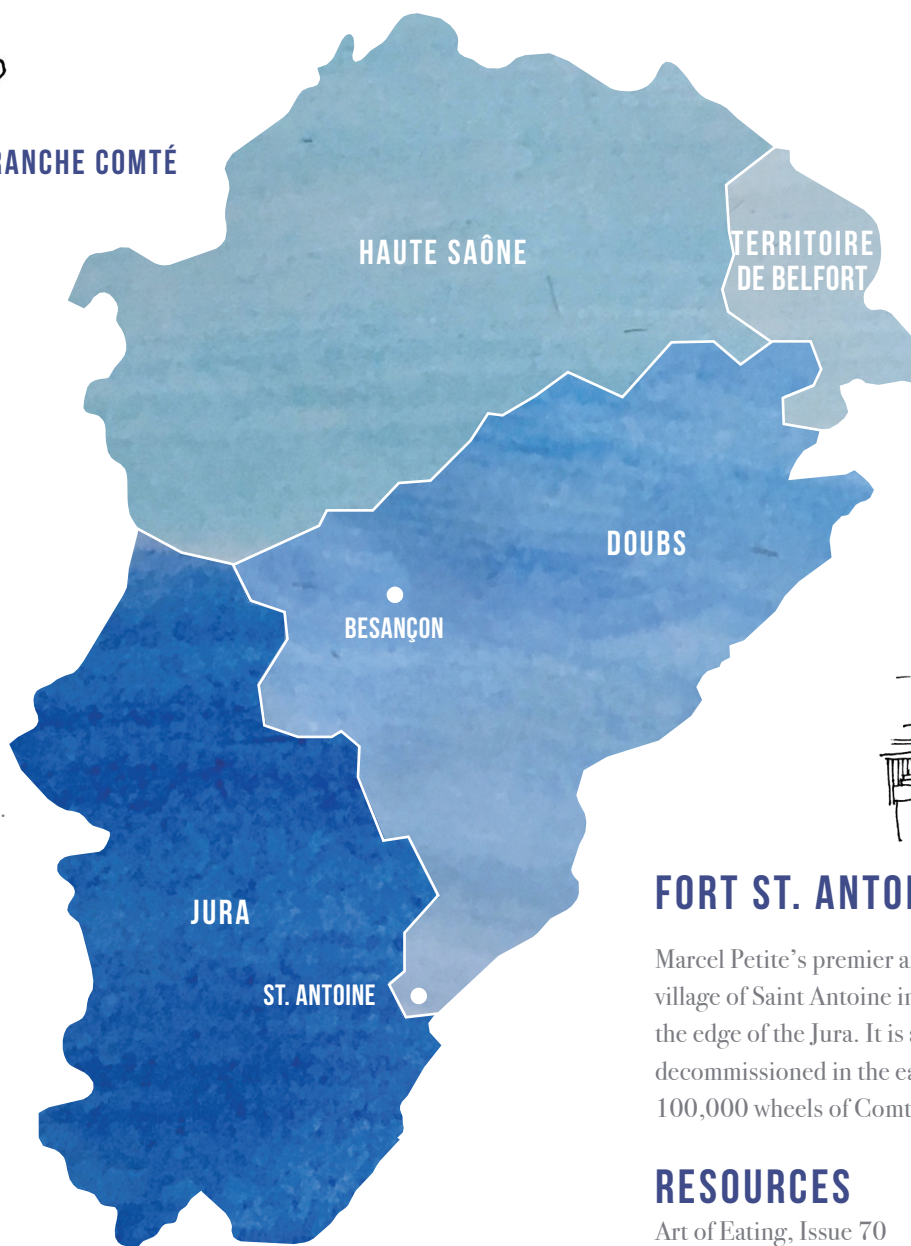 RANCHE COMTÉ
HAUTE SAÔNE
TERRITOIRE
DE BELFORT
DOUBS
BESANÇON
JURA
ST. ANTOINE
FORT ST. ANTOI
Marcel Petite’s premier a
village of Saint Antoine in
the edge of the Jura. It is
decommissioned in the ea
100,000 wheels of Comt
RESOURCES
Art of Eating, Issue 70